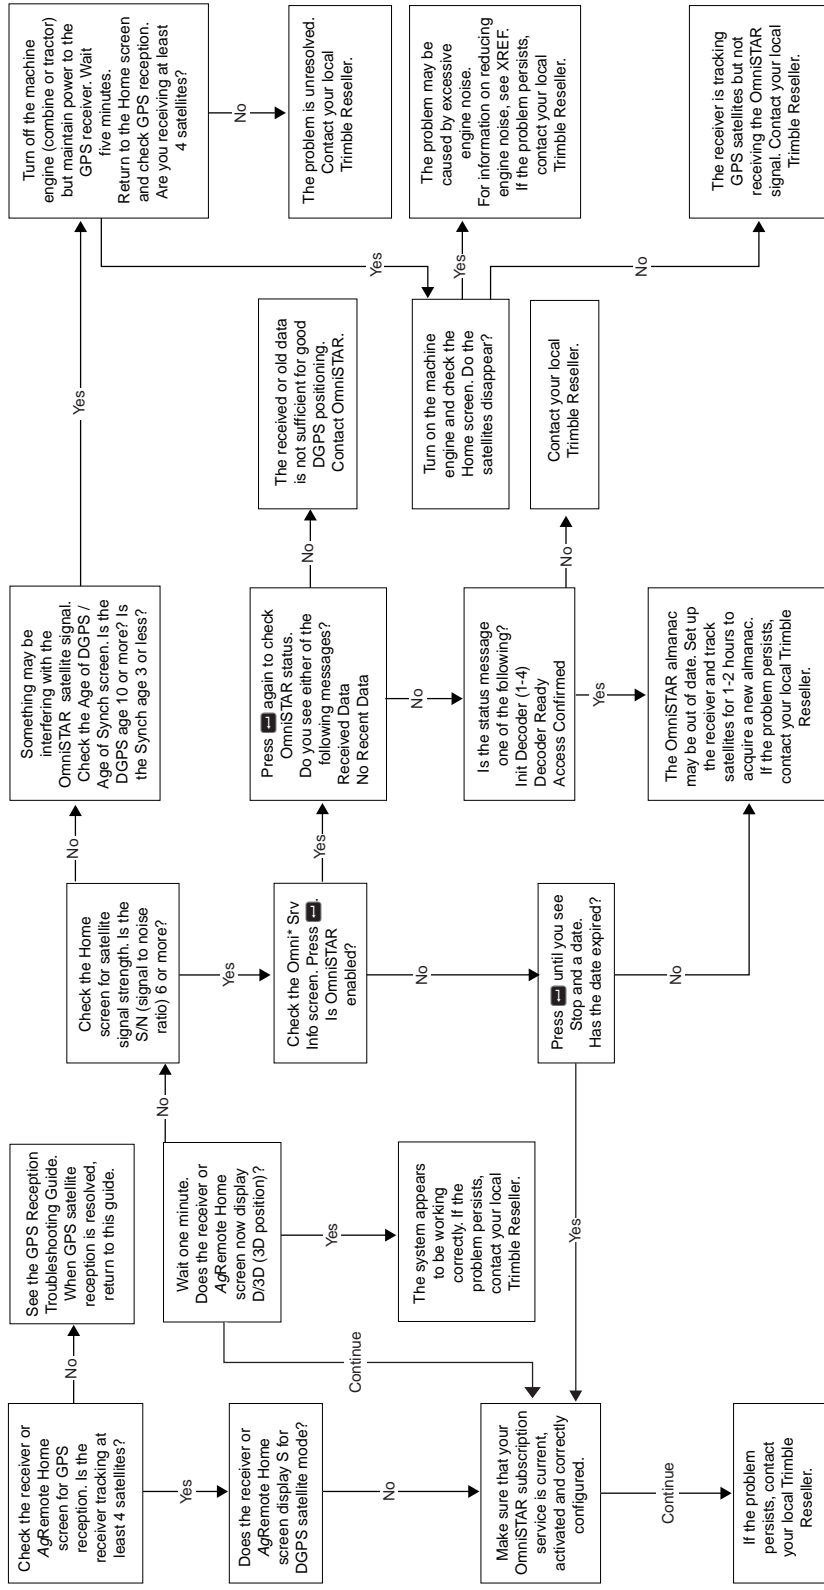 Check the receiver or
AgRemote Home
screen for GPS
reception. Is the
receiver tracking at
least 4 satellites?
No
See the GPS Reception
Troubleshooting Guide.
When GPS satellite
reception is resolved,
return to this guide.
Yes
Does the receiver or
AgRemote Home
screen display S for
DGPS satellite mode?
No
Make sure that your
OmniSTAR subscription
service is current,
activated and correctly
configured.
Continue
If the problem
persists, contact
your local Trimble
Reseller.
Continue
Wait one minute.
Does the receiver or
AgRemote Home
screen now display
D/3D (3D position)?
Yes
The system appears
to be working
correctly. If the
problem persists,
contact your local
Trimble Reseller.
No
Check the Home
screen for satellite
signal strength. Is the
S/N (signal to noise
ratio) 6 or more?
Yes
Check the Omni* Srv
Info screen. Press .
Is OmniSTAR
enabled?
No
Press until you see
Stop and a date.
Has the date expired?
Yes
No
No
Something may be
interfering with the
OmniSTAR satellite signal.
Check the Age of DGPS /
Age of Synch screen. Is the
DGPS age 10 or more? Is
the Synch age 3 or less?
Yes
Press again to check
OmniSTAR status.
Do you see either of the
following messages?
Received Data
No Recent Data
No
The received or old data
is not sufficient for good
DGPS positioning.
Contact OmniSTAR.
No
Is the status message
one of the following?
Init Decoder (1-4)
Decoder Ready
Access Confirmed
No
Contact your local
Trimble Reseller.
Yes
The OmniSTAR almanac
may be out of date. Set up
the receiver and track
satellites for 1-2 hours to
acquire a new almanac.
If the problem persists,
contact your local Trimble
Reseller.
Yes
Turn off the machine
engine (combine or tractor)
but maintain power to the
GPS receiver. Wait
five minutes.
Return to the Home screen
and check GPS reception.
Are you receiving at least
4 satellites?
No
The problem is unresolved.
Contact your local
Trimble Reseller.
Yes
Turn on the machine
engine and check the
Home screen. Do the
satellites disappear?
Yes
The problem may be
caused by excessive
engine noise.
For information on reducing
engine noise, see XREF.
If the problem persists,
contact your local
Trimble Reseller.
No
The receiver is tracking
GPS satellites but not
receiving the OmniSTAR
signal. Contact your local
Trimble Reseller.